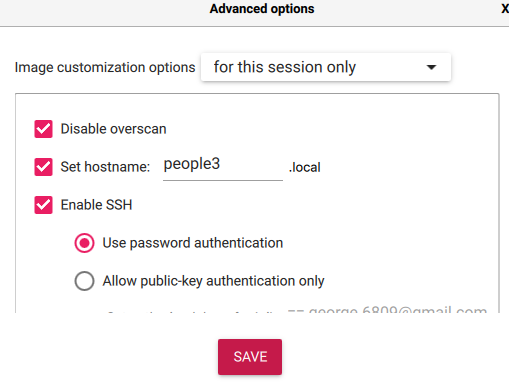 Advanced options
X
Image customization options for this session only
Disable overscan
Set hostname: people3 .local
Enable SSH
Use password authentication
Allow public-key authentication only
== george.6809@gmail.com
SAVE